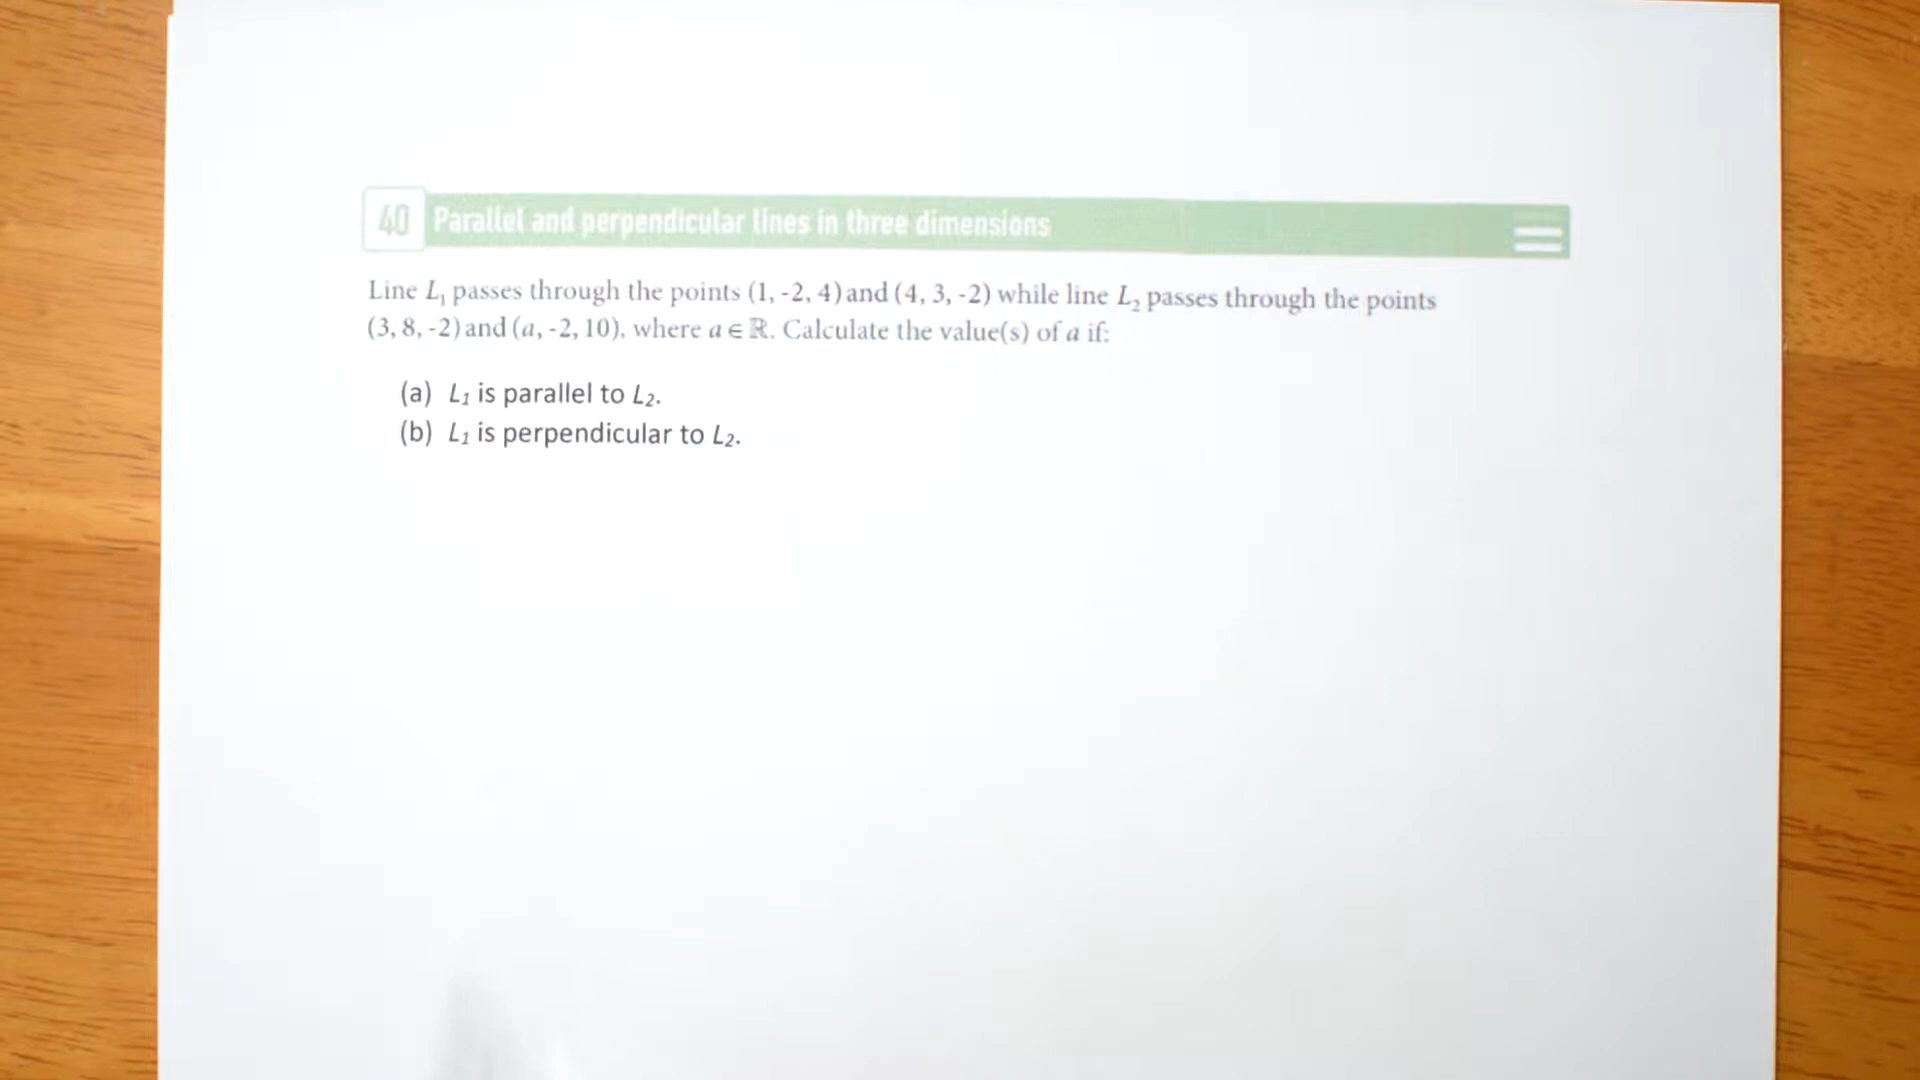 40 Parallel and perpendicular lines in three dimensions
Line L₁ passes through the points (1, -2, 4) and (4, 3, -2) while line L₂ passes through the points
(3, 8, -2) and (a, -2, 10), where a ∈ ℝ. Calculate the value(s) of a if:
(a) L₁ is parallel to L₂.
(b) L₁ is perpendicular to L₂.